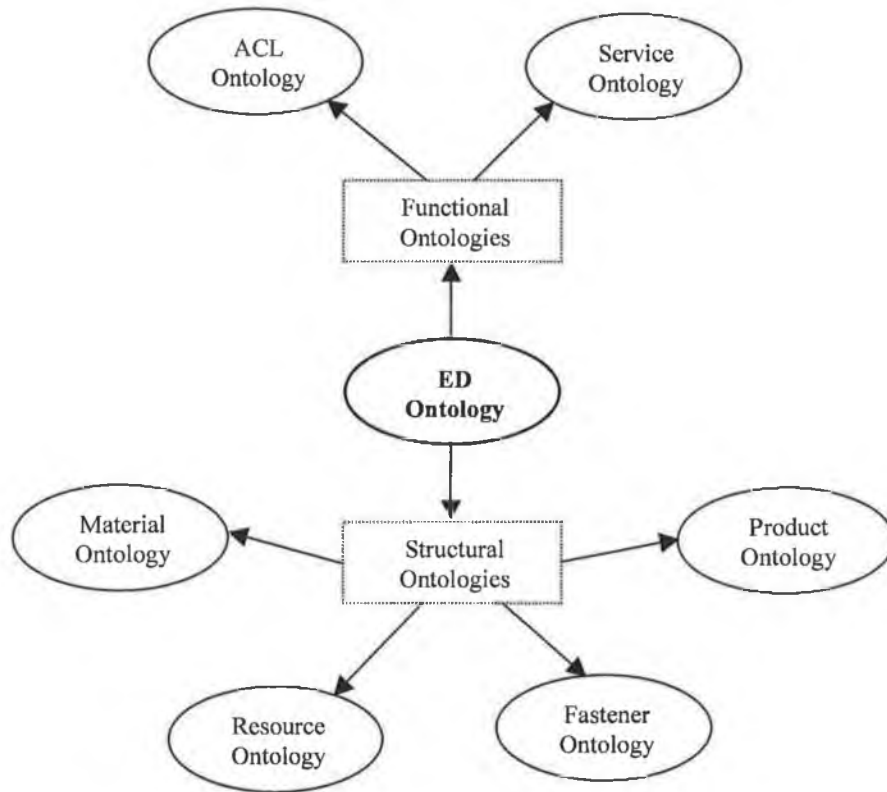 ACL
Ontology
Service
Ontology
Functional
Ontologies
ED
Ontology
Material
Ontology
Structural
Ontologies
Product
Ontology
Resource
Ontology
Fastener
Ontology